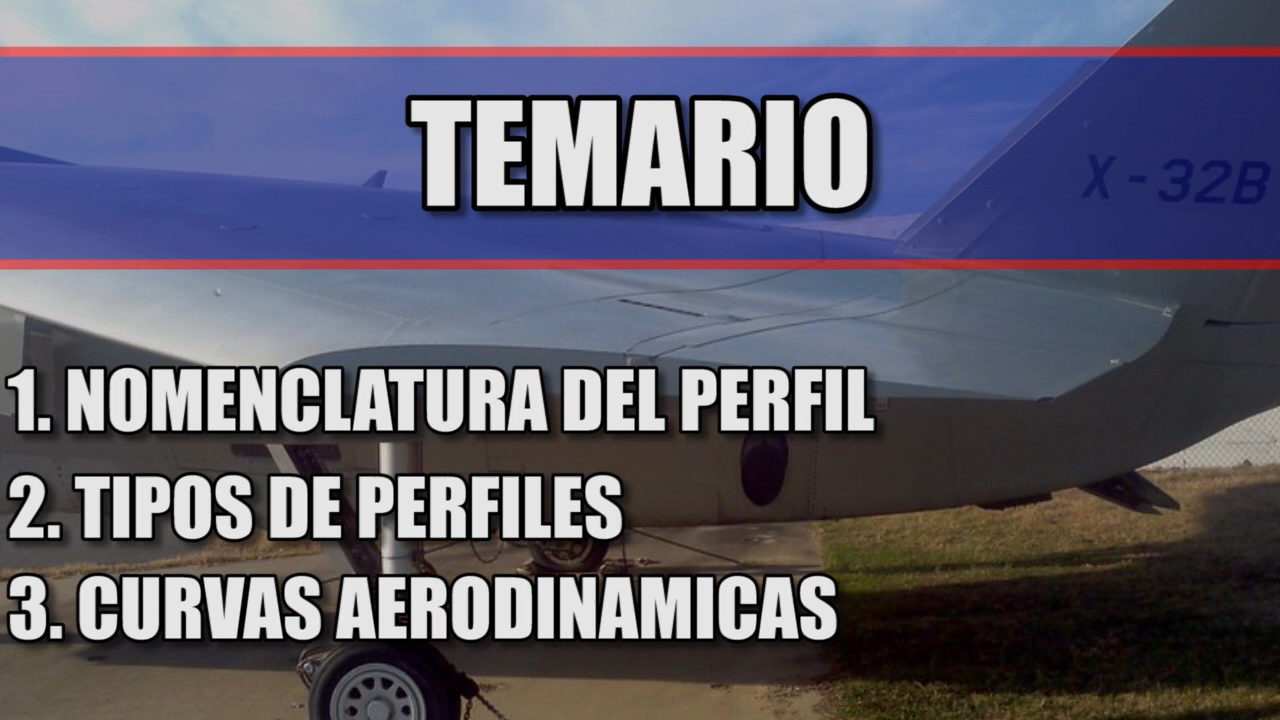 TEMARIO
X-32B
1. NOMENCLATURA DEL PERFIL
2. TIPOS DE PERFILES
3. CURVAS AERODINAMICAS